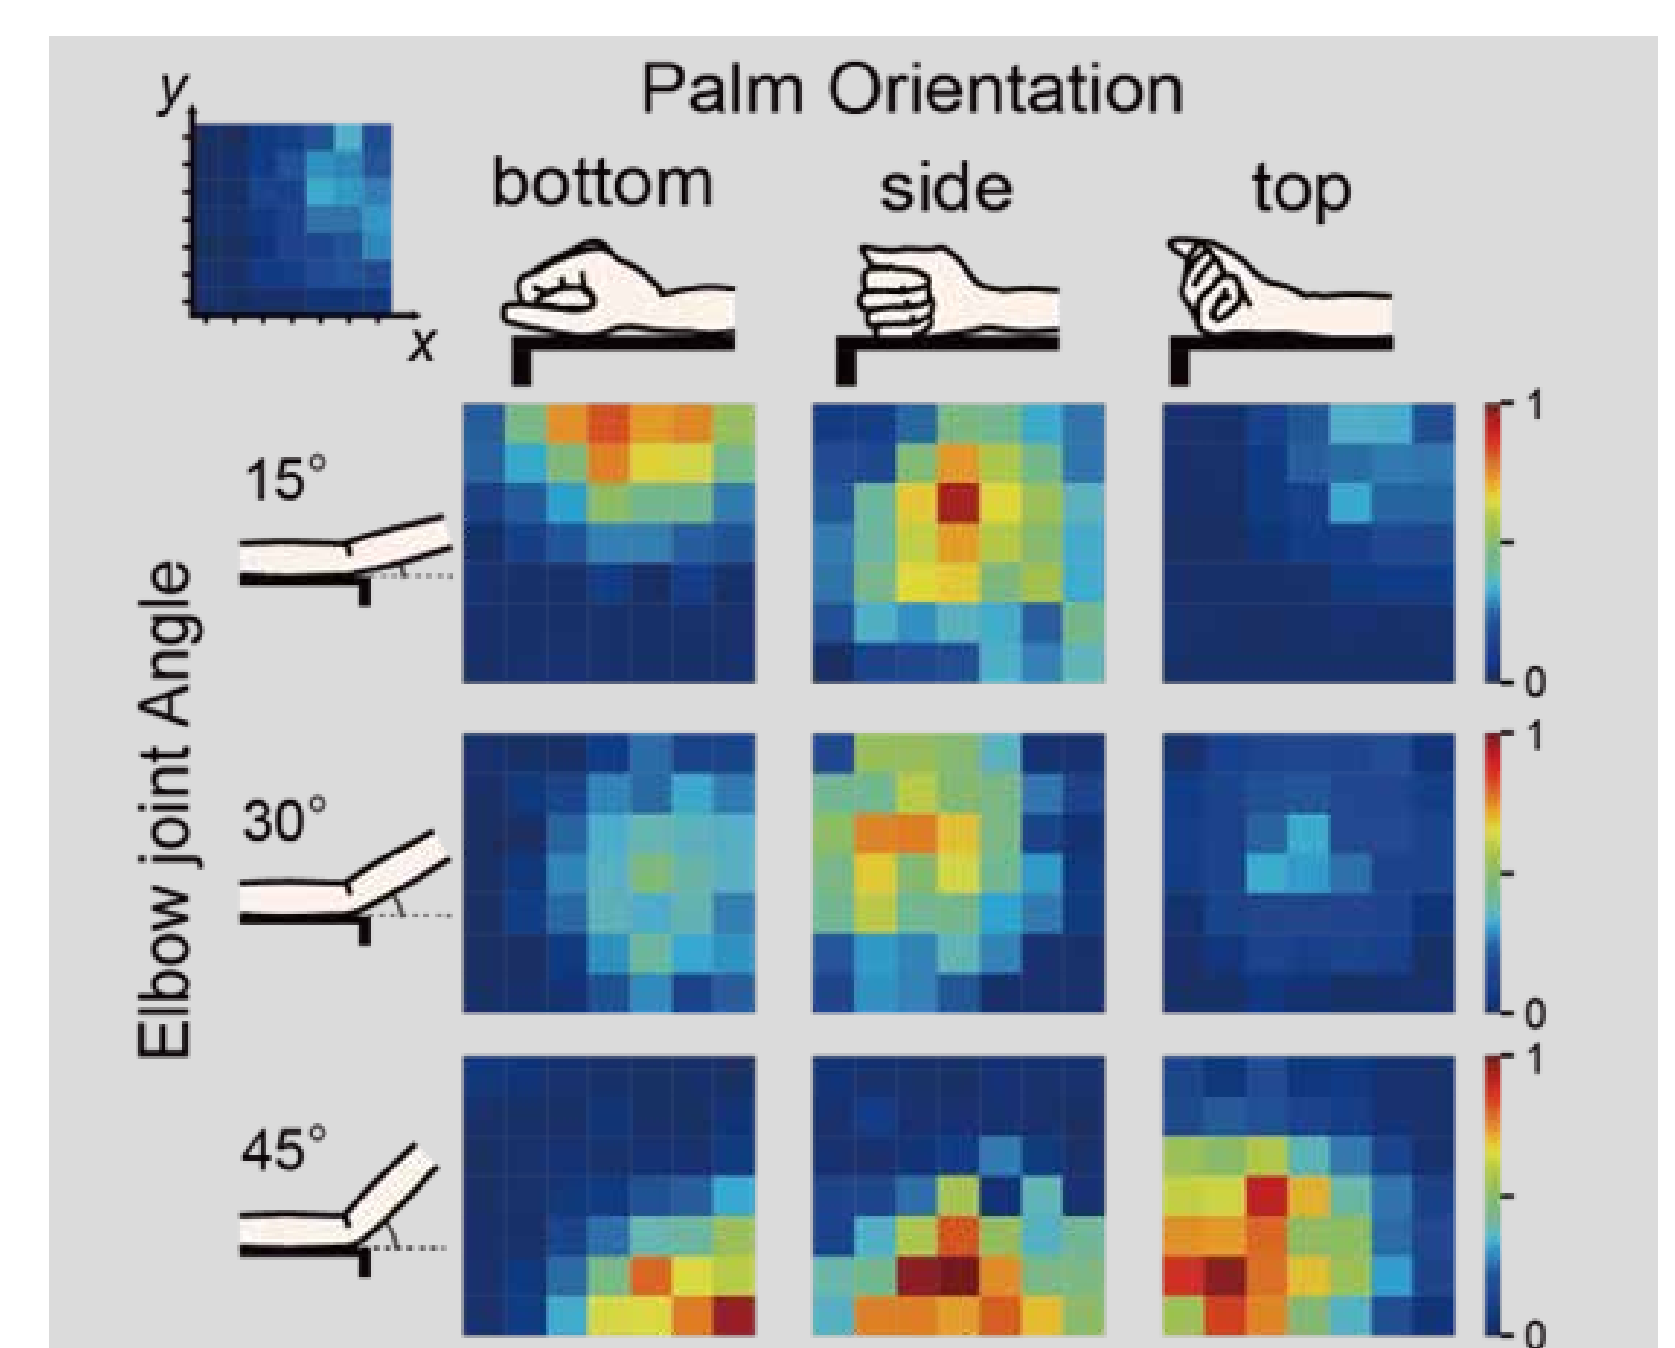 Palm Orientation
y
x
bottom side top
Elbow joint Angle
15°
1
0
30°
1
0
45°
1
0